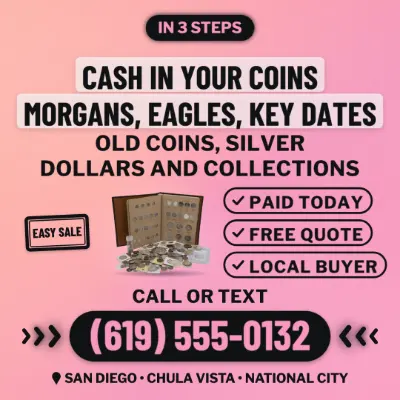 IN 3 STEPS
CASH IN YOUR COINS
MORGANS, EAGLES, KEY DATES
OLD COINS, SILVER
DOLLARS AND COLLECTIONS
EASY SALE
PAID TODAY
FREE QUOTE
LOCAL BUYER
CALL OR TEXT
(619) 555-0132
SAN DIEGO • CHULA VISTA • NATIONAL CITY